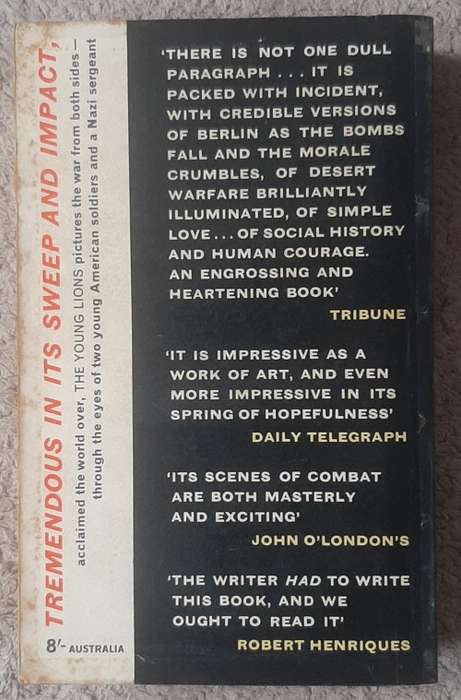 TREMENDOUS IN ITS SWEEP AND IMPACT,
acclaimed the world over, THE YOUNG LIONS pictures the war from both sides —
through the eyes of two young American soldiers and a Nazi sergeant
8/- AUSTRALIA
‘THERE IS NOT ONE DULL
PARAGRAPH . . . IT IS
PACKED WITH INCIDENT,
WITH CREDIBLE VERSIONS
OF BERLIN AS THE BOMBS
FALL AND THE MORALE
CRUMBLES, OF DESERT
WARFARE BRILLIANTLY
ILLUMINATED, OF SIMPLE
LOVE . . . OF SOCIAL HISTORY
AND HUMAN COURAGE.
AN ENGROSSING AND
HEARTENING BOOK’
TRIBUNE
‘IT IS IMPRESSIVE AS A
WORK OF ART, AND EVEN
MORE IMPRESSIVE IN ITS
SPRING OF HOPEFULNESS’
DAILY TELEGRAPH
‘ITS SCENES OF COMBAT
ARE BOTH MASTERLY
AND EXCITING’
JOHN O’LONDON’S
‘THE WRITER HAD TO WRITE
THIS BOOK, AND WE
OUGHT TO READ IT’
ROBERT HENRIQUES